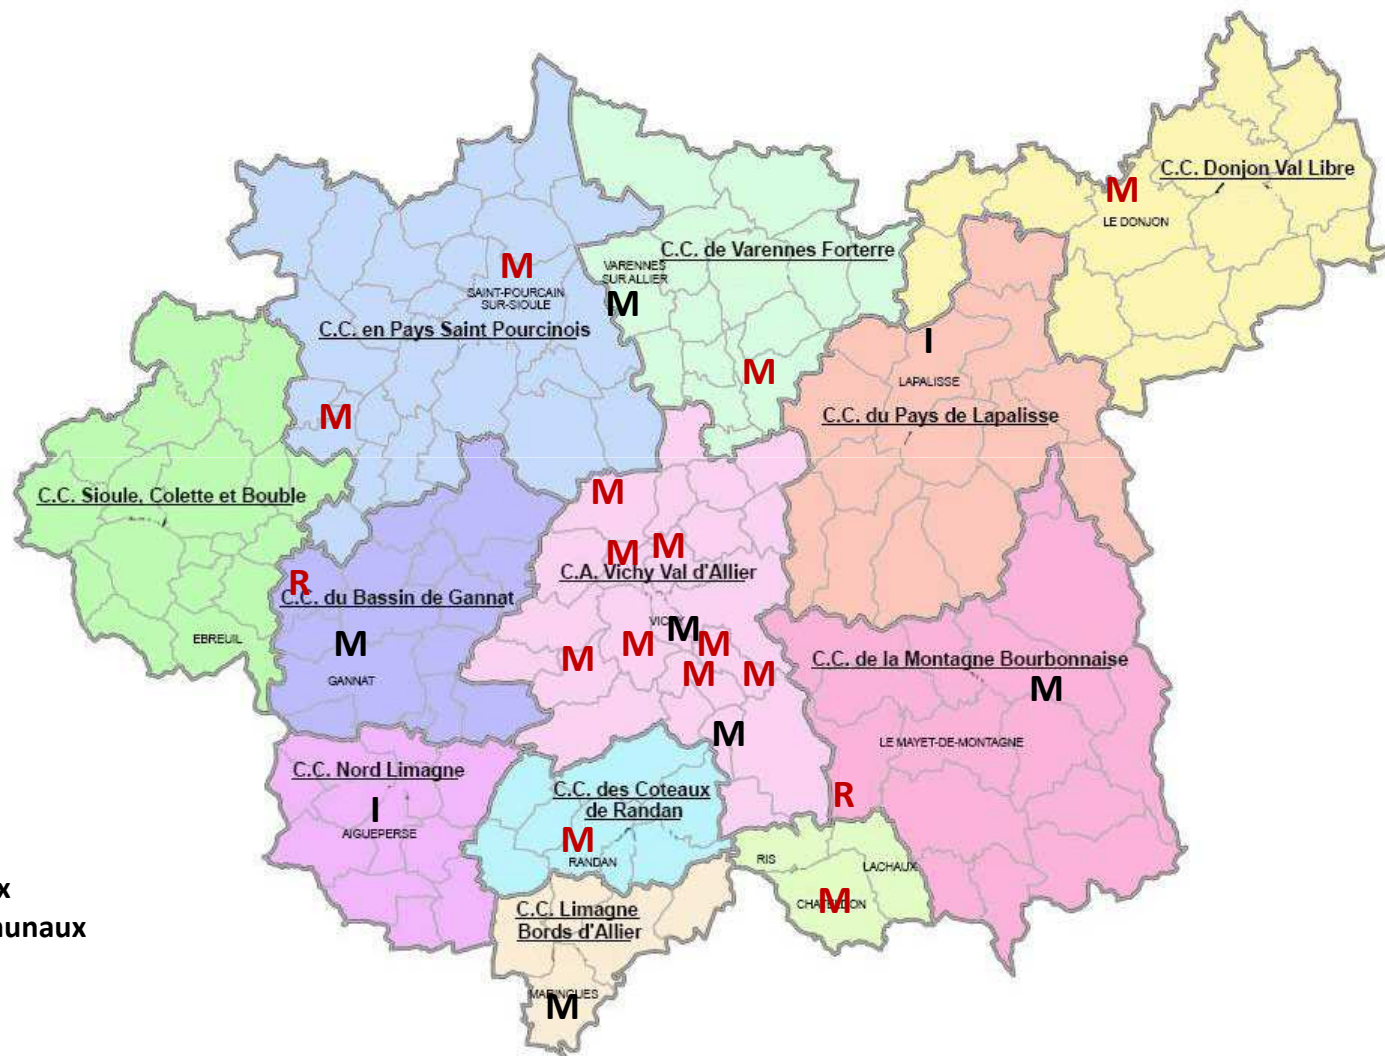 C.C. Donjon Val Libre
M
LE DONJON
C.C. de Varennes Forterre
VARENNES
SUR ALLIER
M
M
SAINT-POURCAIN
SUR-SIOULE
C.C. en Pays Saint Pourcinois
I
LAPALISSE
M
M
C.C. du Pays de Lapalisse
C.C. Sioule, Colette et Bouble
M
M
M
C.A. Vichy Val d'Allier
R
C.C. du Bassin de Gannat
VICHY
M
EBREUIL
M
M
M
M
C.C. de la Montagne Bourbonnaise
GANNAT
M
M
M
M
LE MAYET-DE-MONTAGNE
C.C. Nord Limagne
C.C. des Coteaux
de Randan
R
I
AIGUEPERSE
M
RANDAN
RIS
LACHAUX
x
C.C. Limagne
Bords d'Allier
CHATELDON
M
unaux
MARINGUES
M